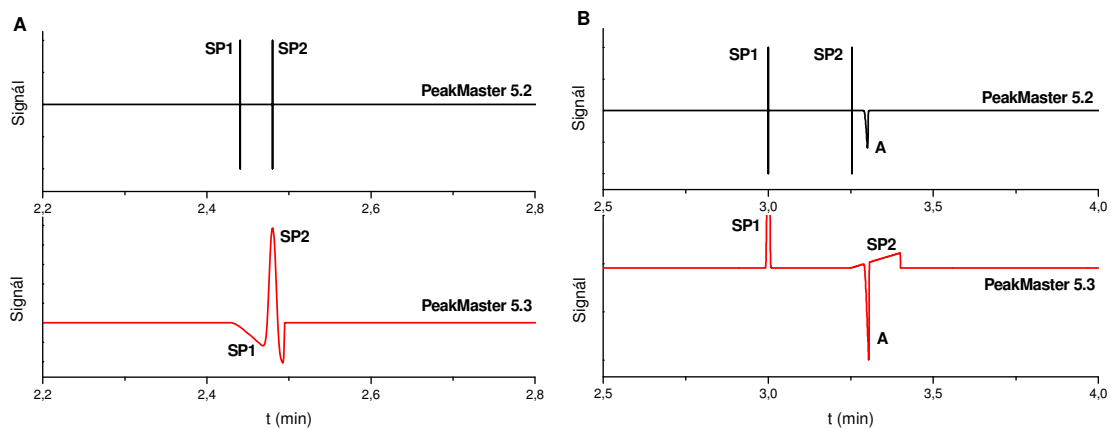 A
Signál
SP1
SP2
PeakMaster 5.2
2,2
2,4
2,6
2,8
Signál
SP2
PeakMaster 5.3
SP1
2,2
2,4
2,6
2,8
t (min)
B
Signál
SP1
SP2
PeakMaster 5.2
A
2,5
3,0
3,5
4,0
Signál
SP1
SP2
PeakMaster 5.3
A
2,5
3,0
3,5
4,0
t (min)